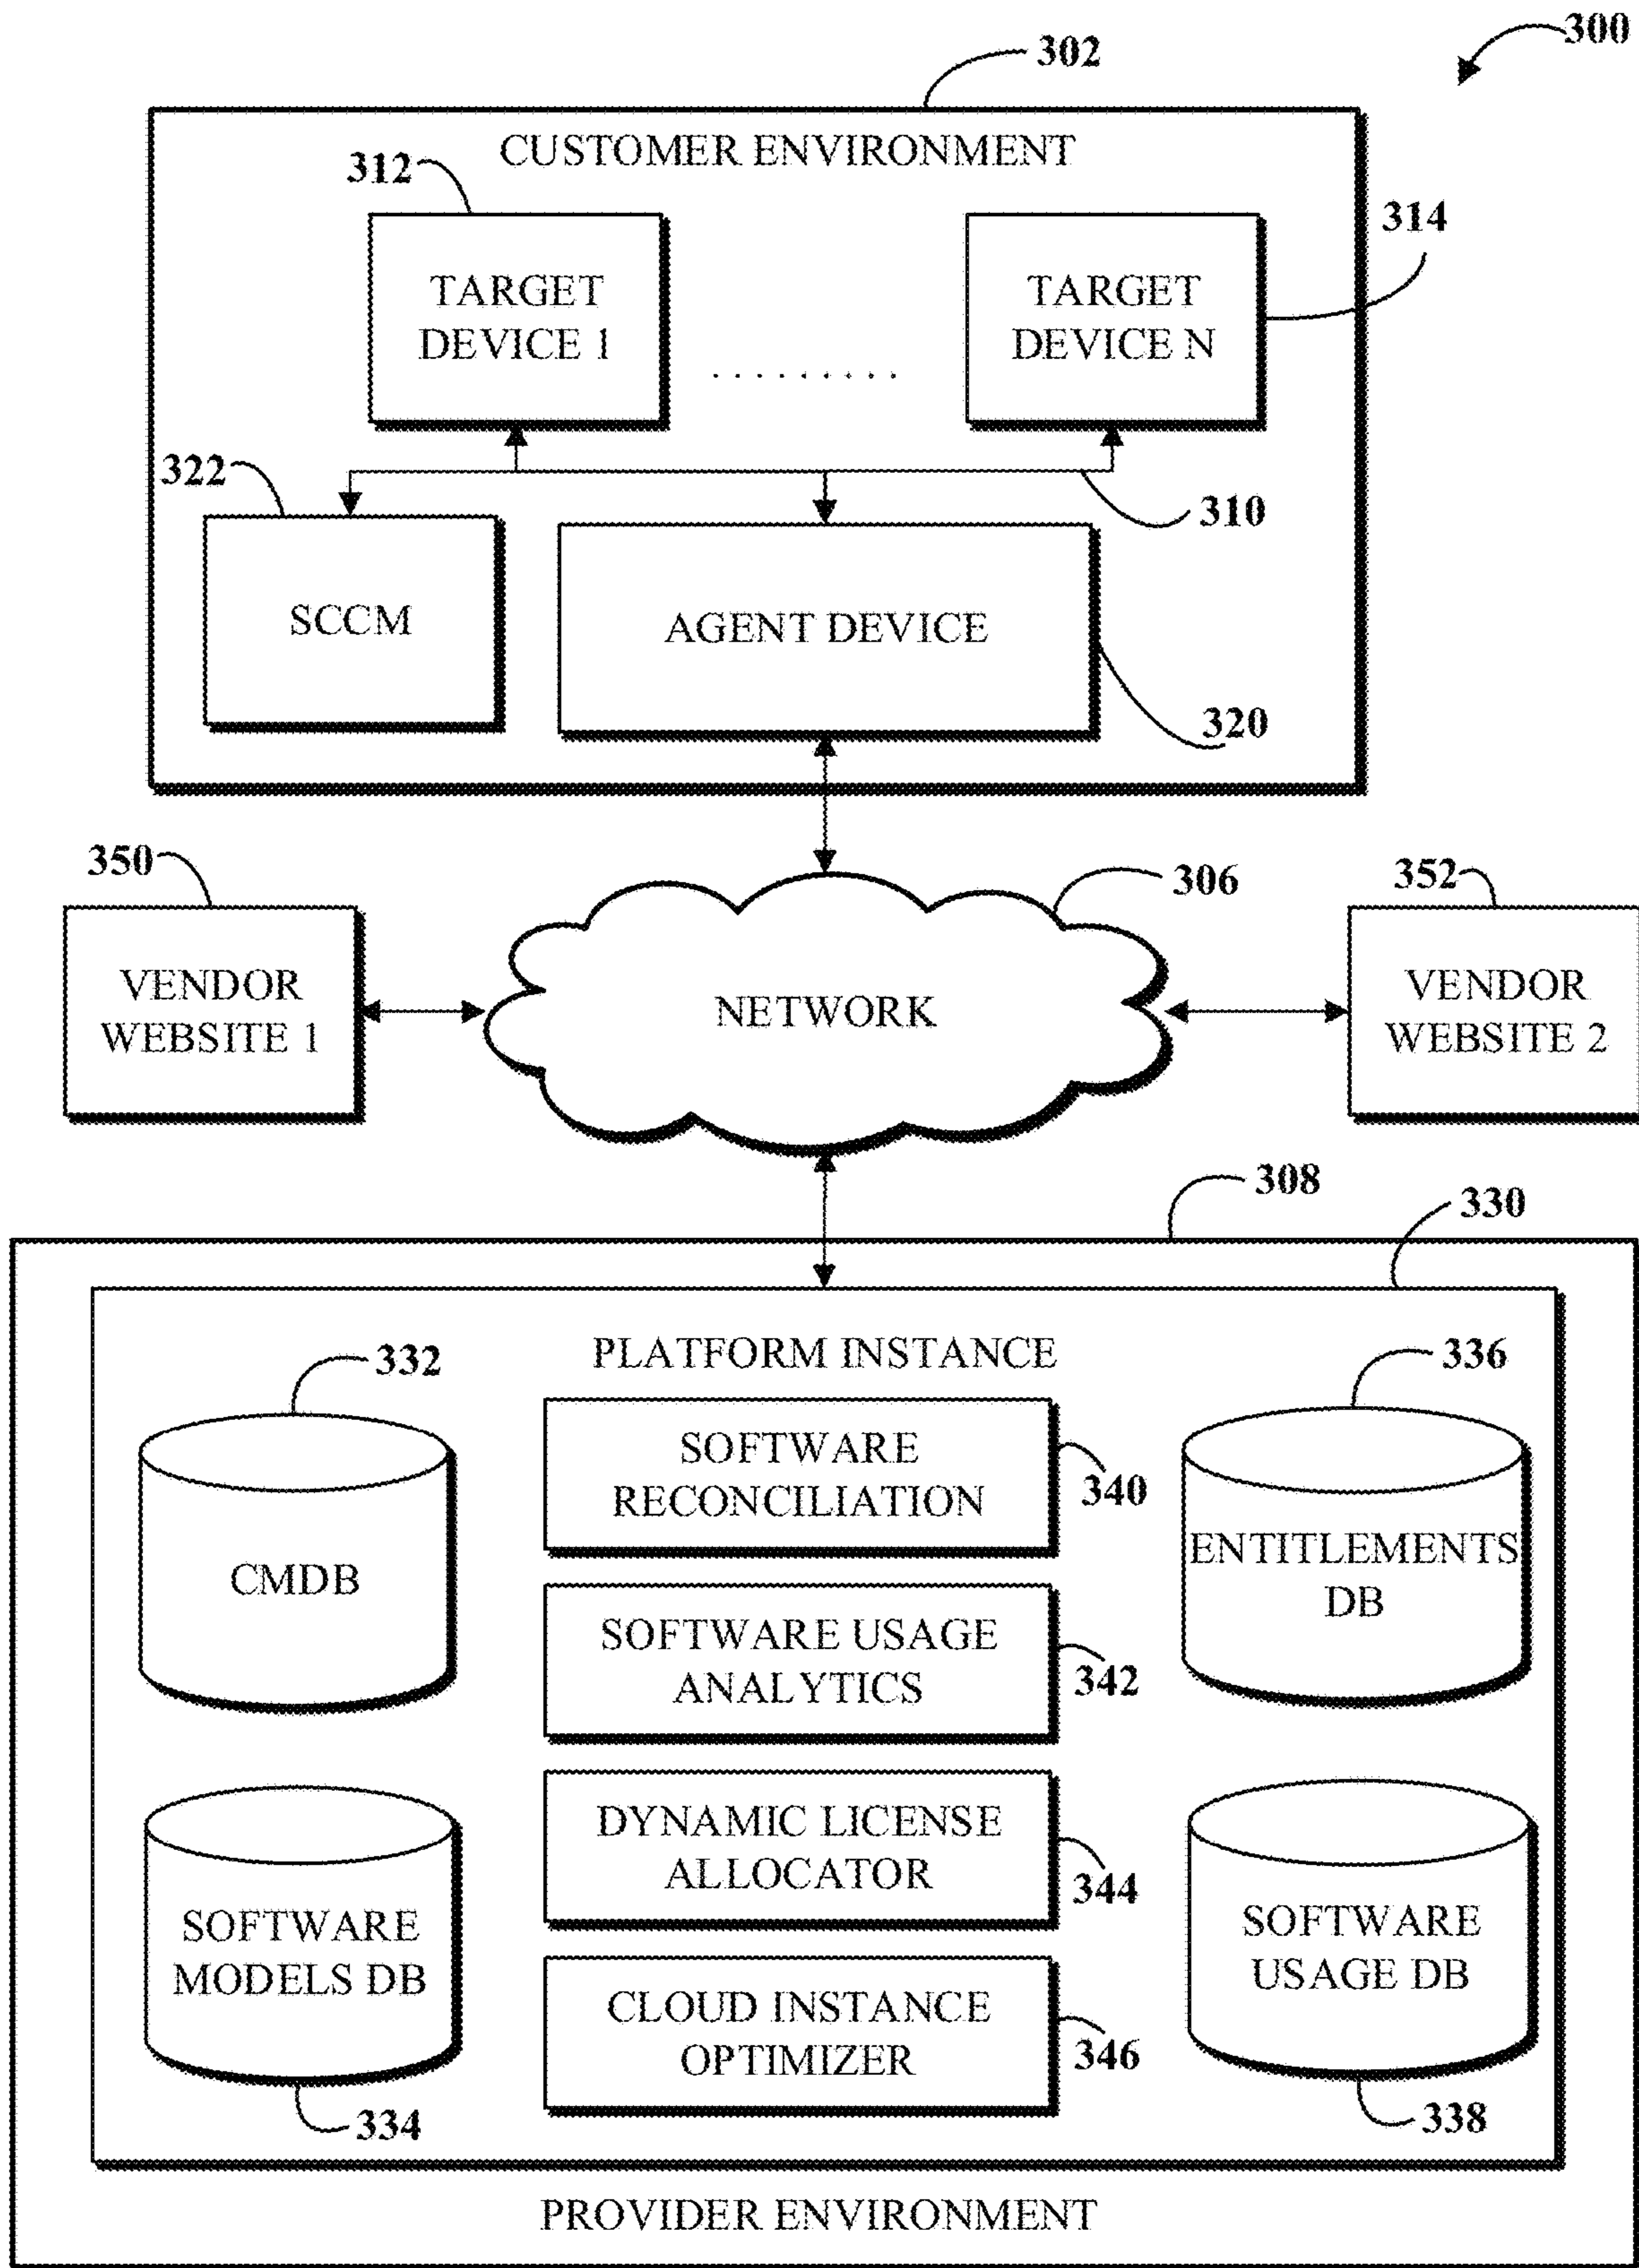 300
302
CUSTOMER ENVIRONMENT
312
314
TARGET
DEVICE 1
.........
TARGET
DEVICE N
322
310
SCCM
AGENT DEVICE
320
350
306
352
VENDOR
WEBSITE 1
NETWORK
VENDOR
WEBSITE 2
308
330
PLATFORM INSTANCE
332
336
SOFTWARE
RECONCILIATION
340
CMDB
ENTITLEMENTS
DB
SOFTWARE USAGE
ANALYTICS
342
DYNAMIC LICENSE
ALLOCATOR
344
SOFTWARE
MODELS DB
SOFTWARE
USAGE DB
CLOUD INSTANCE
OPTIMIZER
346
334
338
PROVIDER ENVIRONMENT